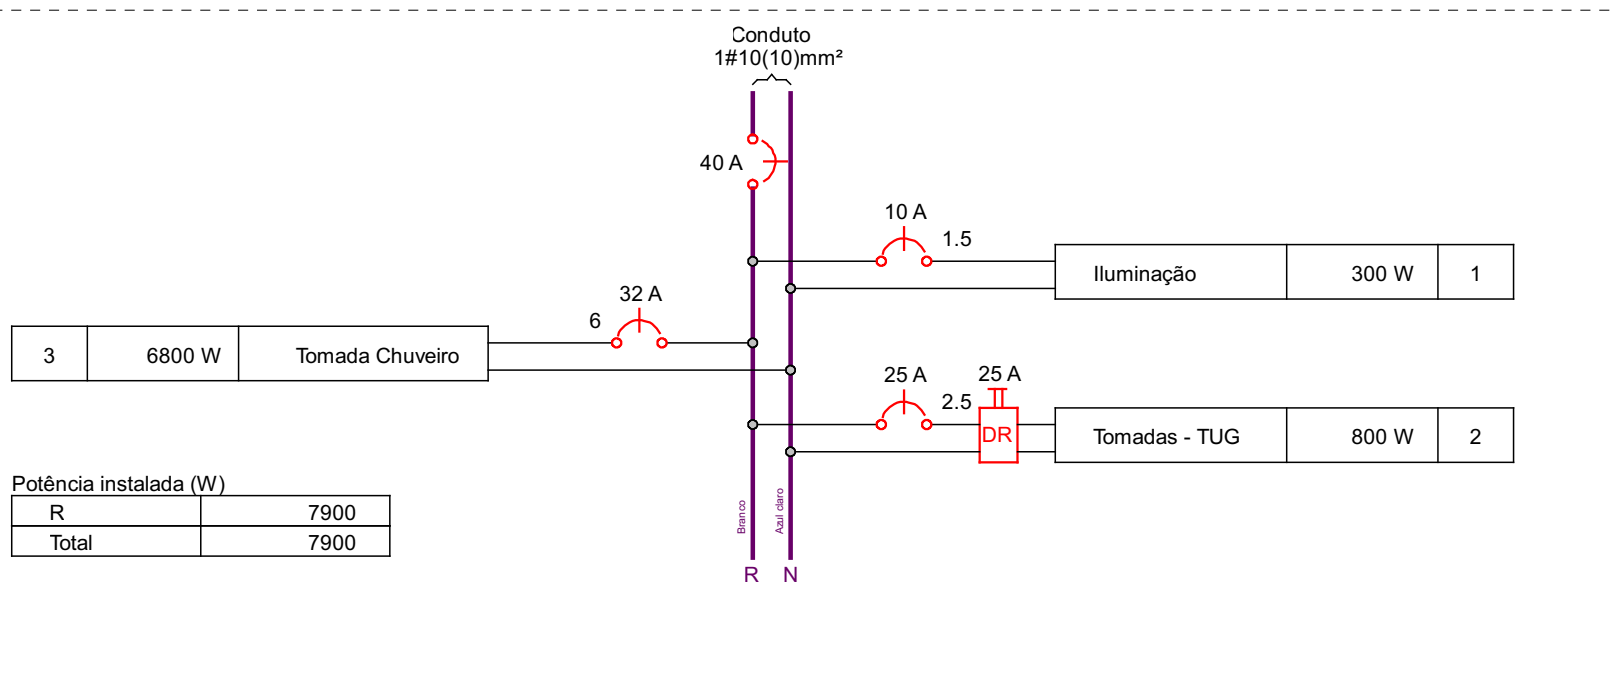 Conduto
1#10(10)mm²
40 A
10 A
1.5
Iluminação 300 W 1
32 A
6
3 6800 W Tomada Chuveiro
25 A
25 A
2.5
DR
Tomadas - TUG 800 W 2
Potência instalada (W)
R 7900
Total 7900
Branco
Azul claro
R N